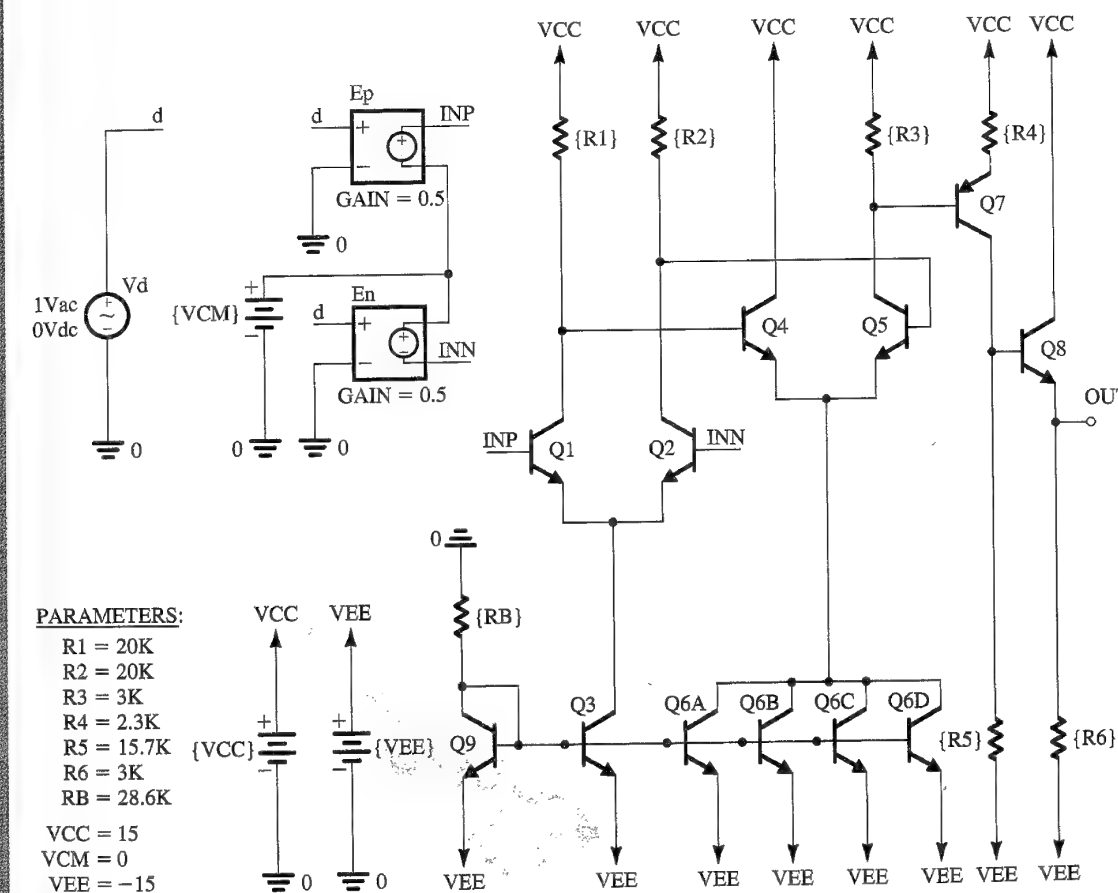 VCC VCC VCC VCC VCC VCC
Ep
d
d
INP
{R1}
{R2}
{R3}
{R4}
GAIN = 0.5
Q7
0
Vd
1Vac
0Vdc
{VCM}
En
d
Q4
Q5
Q8
INN
GAIN = 0.5
OU
INP
Q1
Q2
INN
0
0
0
0
PARAMETERS:
R1 = 20K
R2 = 20K
R3 = 3K
R4 = 2.3K
R5 = 15.7K
R6 = 3K
RB = 28.6K
VCC = 15
VCM = 0
VEE = −15
VCC
VEE
{RB}
{VCC}
{VEE}
Q9
Q3
Q6A
Q6B
Q6C
Q6D
{R5}
{R6}
0
0
VEE VEE VEE VEE VEE VEE VEE VEE